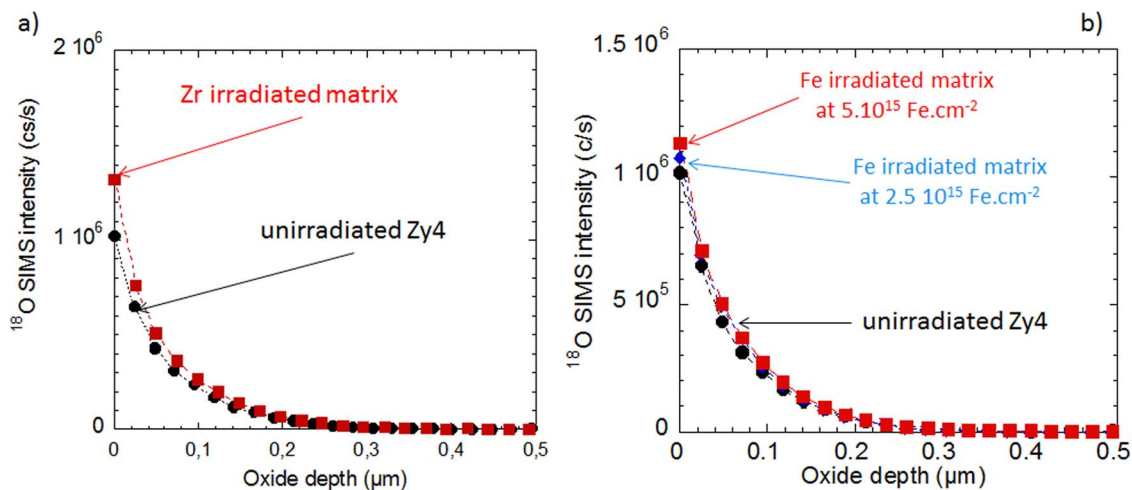 a)
2 10⁶
Zr irradiated matrix
1 10⁶
unirradiated Zy4
0
0 0,1 0,2 0,3 0,4 0,5
Oxide depth (µm)
¹⁸O SIMS intensity (cs/s)
b)
1.5 10⁶
Fe irradiated matrix
at 5.10¹⁵ Fe.cm⁻²
1 10⁶
Fe irradiated matrix
at 2.5 10¹⁵ Fe.cm⁻²
5 10⁵
unirradiated Zy4
0
0 0.1 0.2 0.3 0.4 0.5
Oxide depth (µm)
¹⁸O SIMS intensity (c/s)